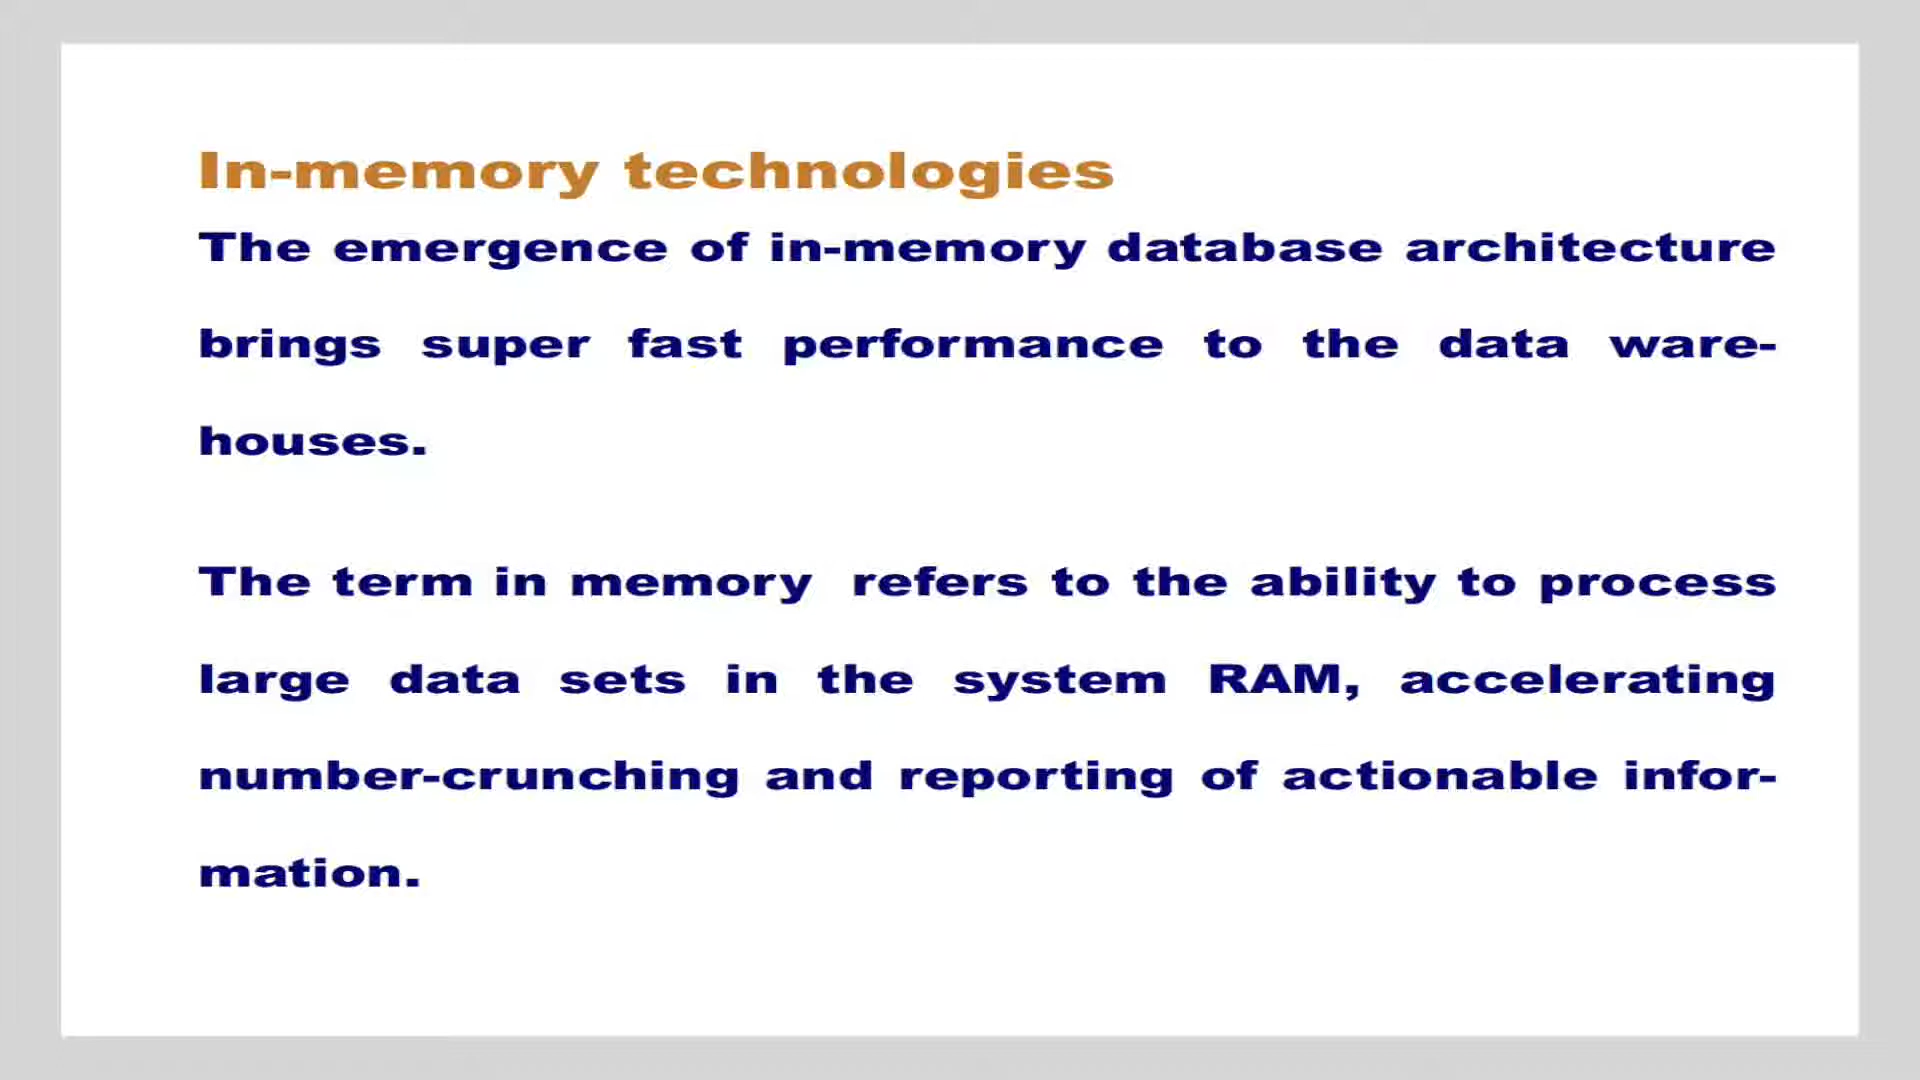 In-memory technologies
The emergence of in-memory database architecture
brings super fast performance to the data ware-
houses.
The term in memory refers to the ability to process
large data sets in the system RAM, accelerating
number-crunching and reporting of actionable infor-
mation.